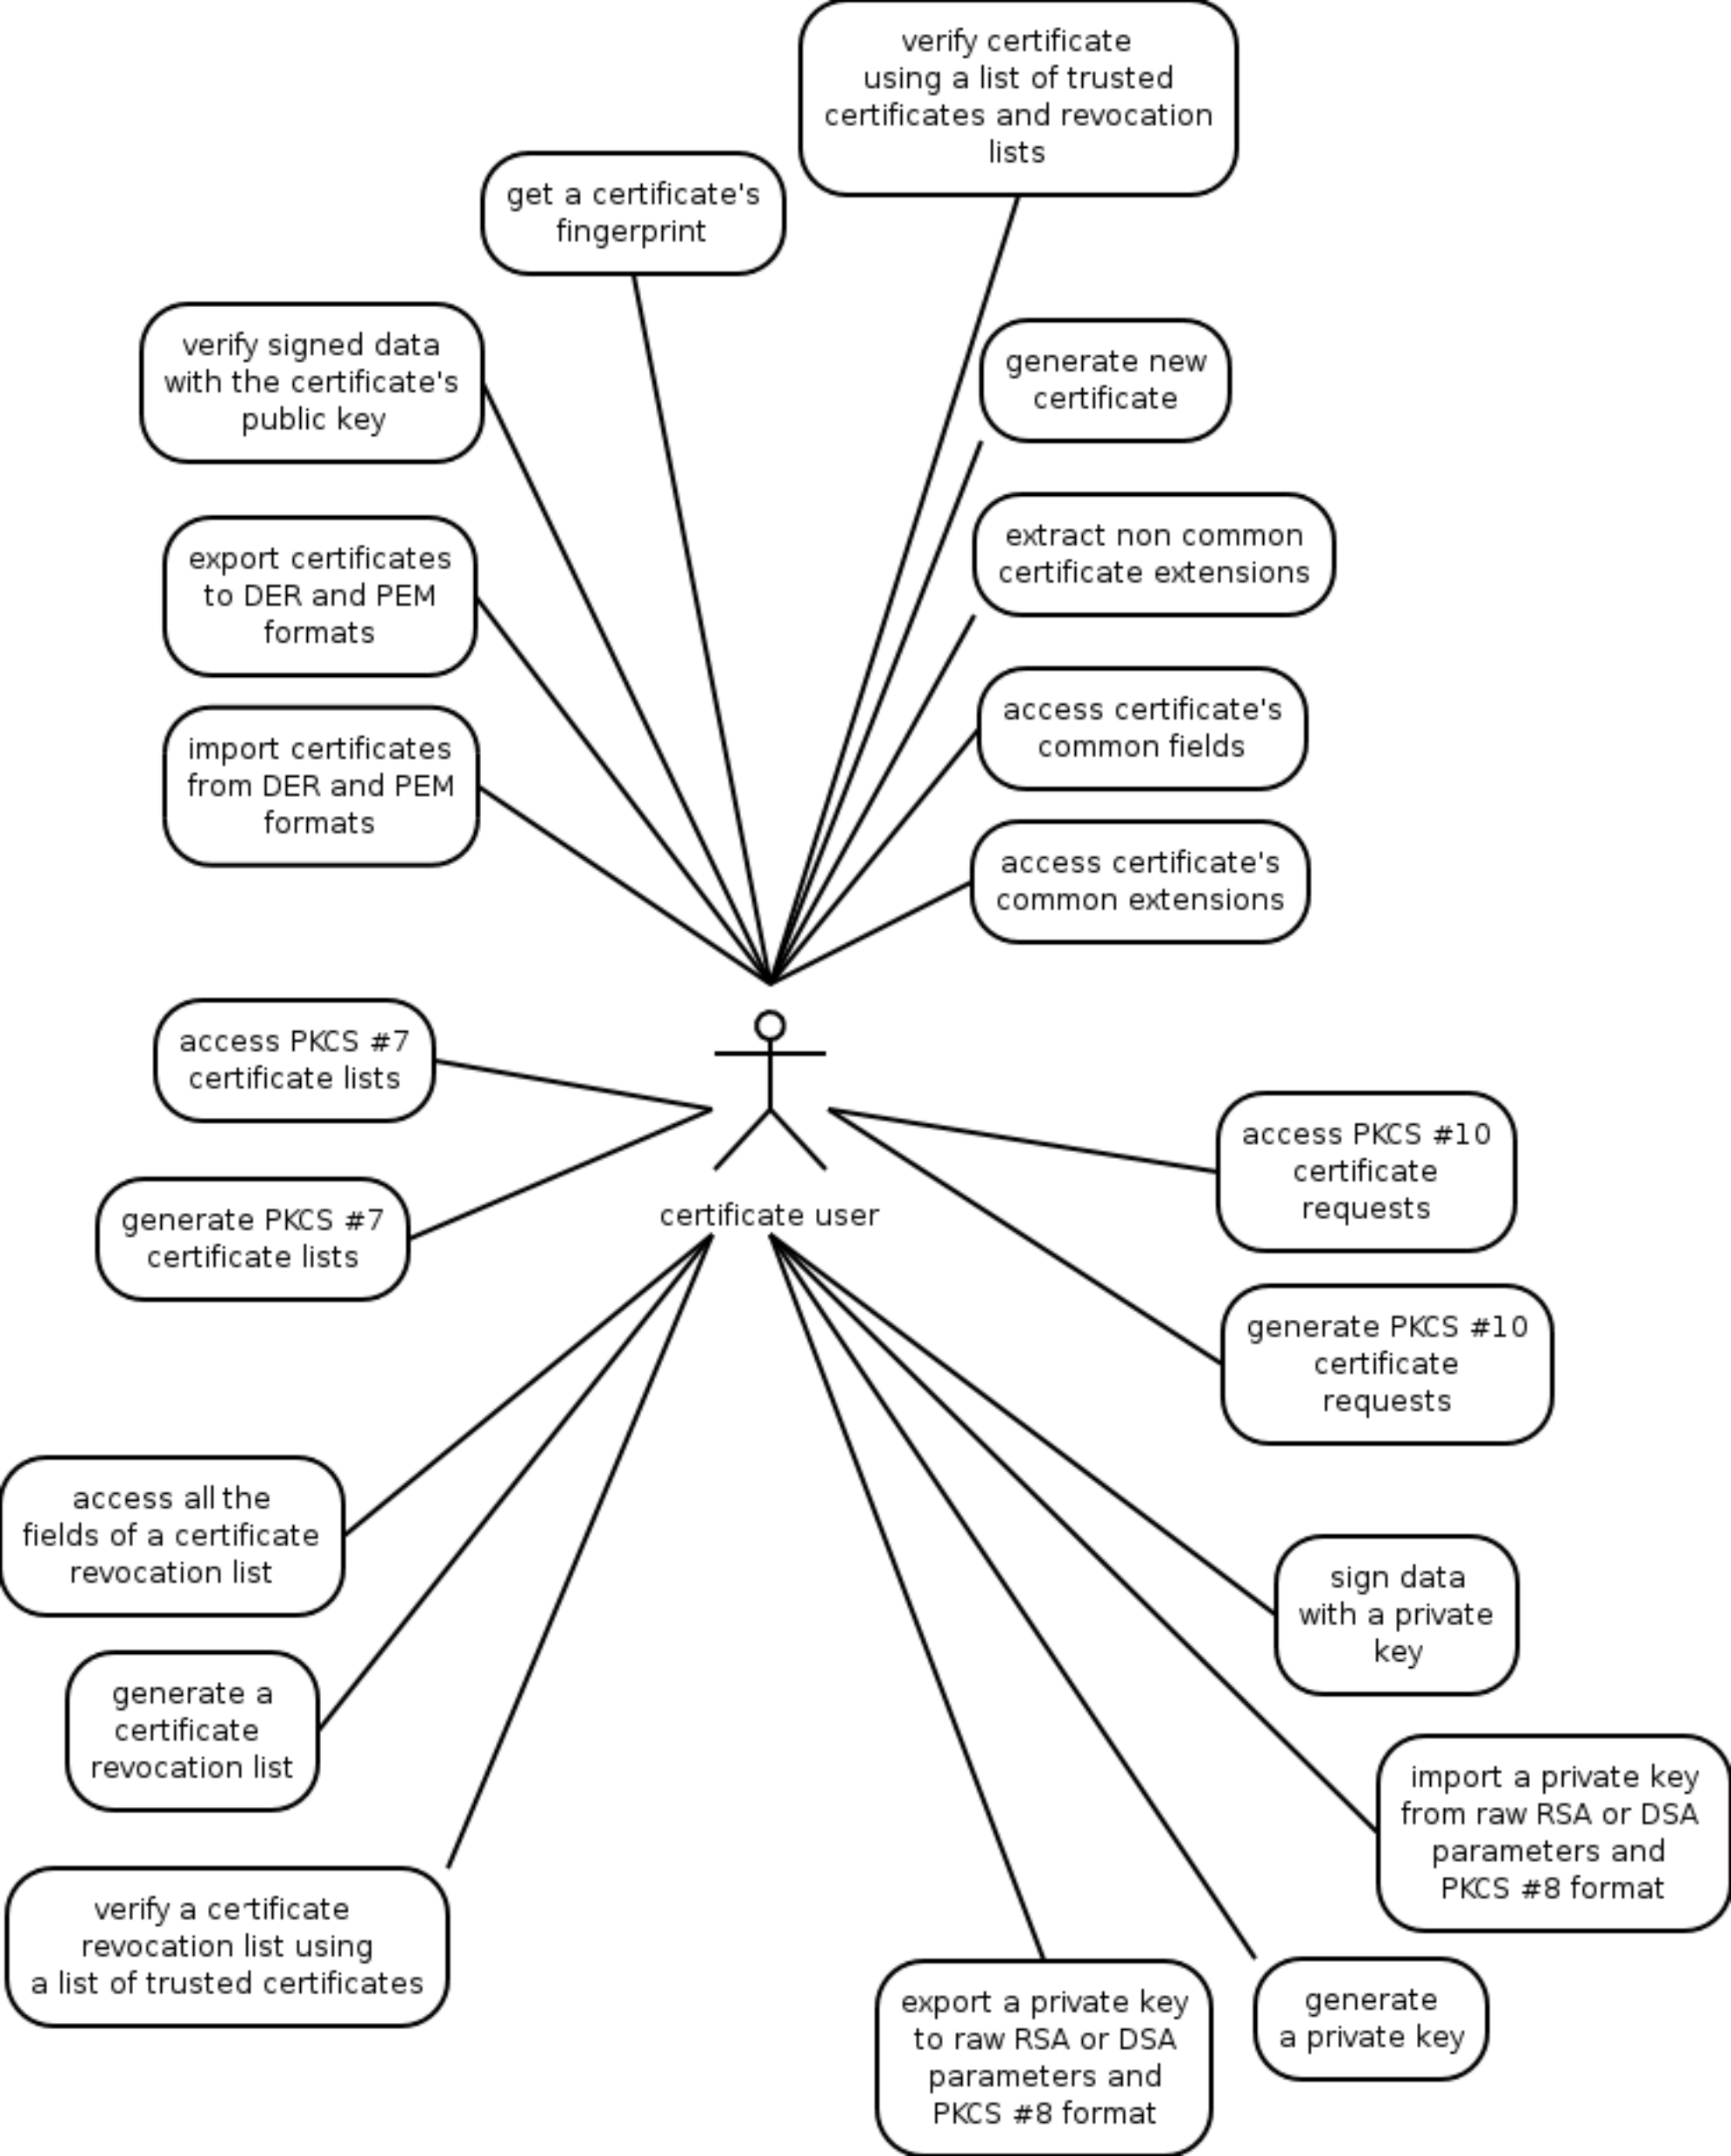 verify certificate
using a list of trusted
certificates and revocation
lists
get a certificate's
fingerprint
verify signed data
with the certificate's
public key
generate new
certificate
export certificates
to DER and PEM
formats
extract non common
certificate extensions
import certificates
from DER and PEM
formats
access certificate's
common fields
access certificate's
common extensions
access PKCS #7
certificate lists
generate PKCS #7
certificate lists
certificate user
access PKCS #10
certificate
requests
generate PKCS #10
certificate
requests
access all the
fields of a certificate
revocation list
generate a
certificate
revocation list
verify a certificate
revocation list using
a list of trusted certificates
sign data
with a private
key
import a private key
from raw RSA or DSA
parameters and
PKCS #8 format
export a private key
to raw RSA or DSA
parameters and
PKCS #8 format
generate
a private key